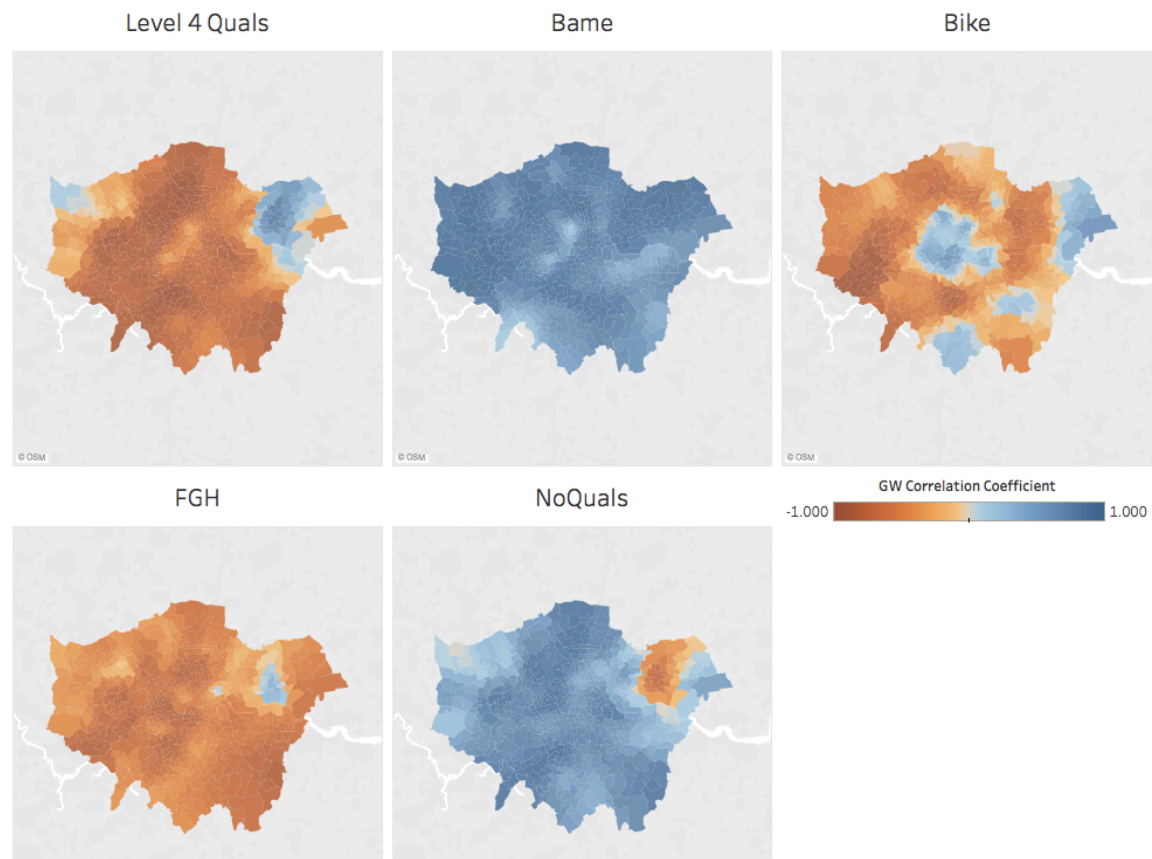 Level 4 Quals
Bame
Bike
© OSM
© OSM
© OSM
FGH
NoQuals
GW Correlation Coefficient
-1.000
1.000